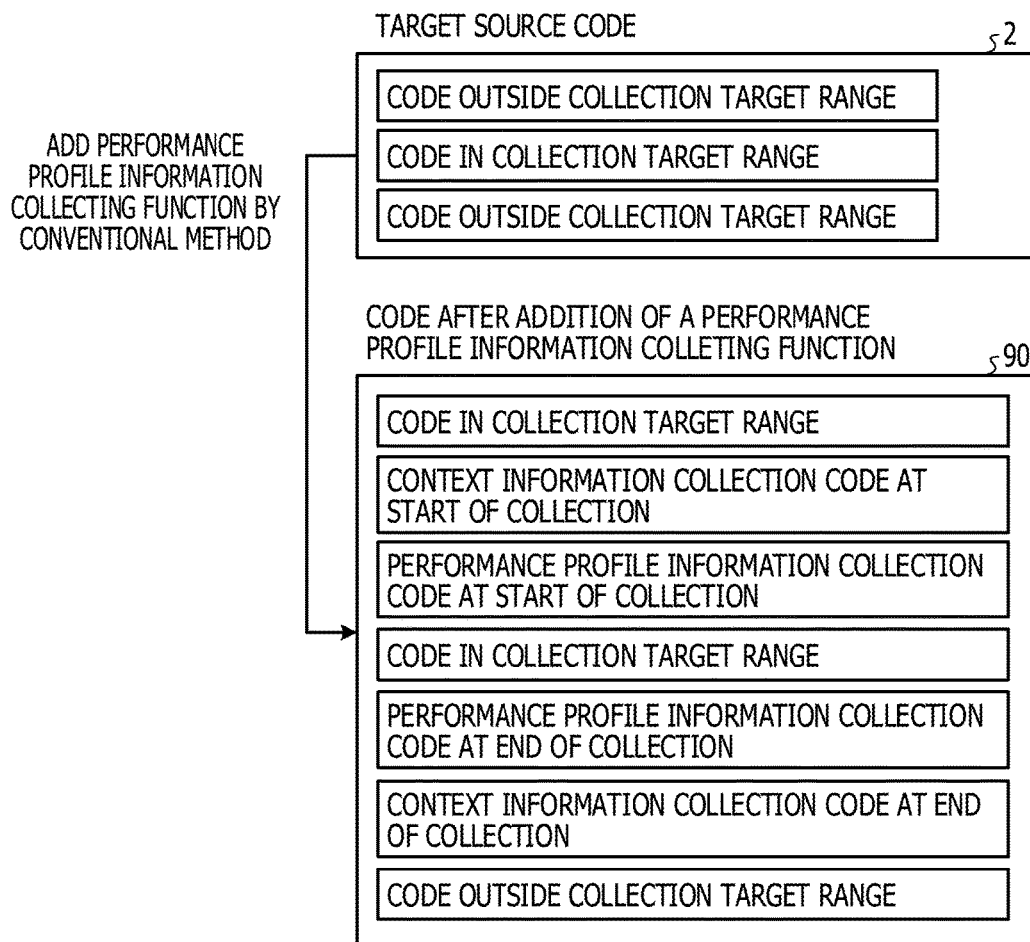 TARGET SOURCE CODE
2
CODE OUTSIDE COLLECTION TARGET RANGE
CODE IN COLLECTION TARGET RANGE
CODE OUTSIDE COLLECTION TARGET RANGE
ADD PERFORMANCE
PROFILE INFORMATION
COLLECTING FUNCTION BY
CONVENTIONAL METHOD
CODE AFTER ADDITION OF A PERFORMANCE
PROFILE INFORMATION COLLETING FUNCTION
90
CODE IN COLLECTION TARGET RANGE
CONTEXT INFORMATION COLLECTION CODE AT
START OF COLLECTION
PERFORMANCE PROFILE INFORMATION COLLECTION
CODE AT START OF COLLECTION
CODE IN COLLECTION TARGET RANGE
PERFORMANCE PROFILE INFORMATION COLLECTION
CODE AT END OF COLLECTION
CONTEXT INFORMATION COLLECTION CODE AT END
OF COLLECTION
CODE OUTSIDE COLLECTION TARGET RANGE